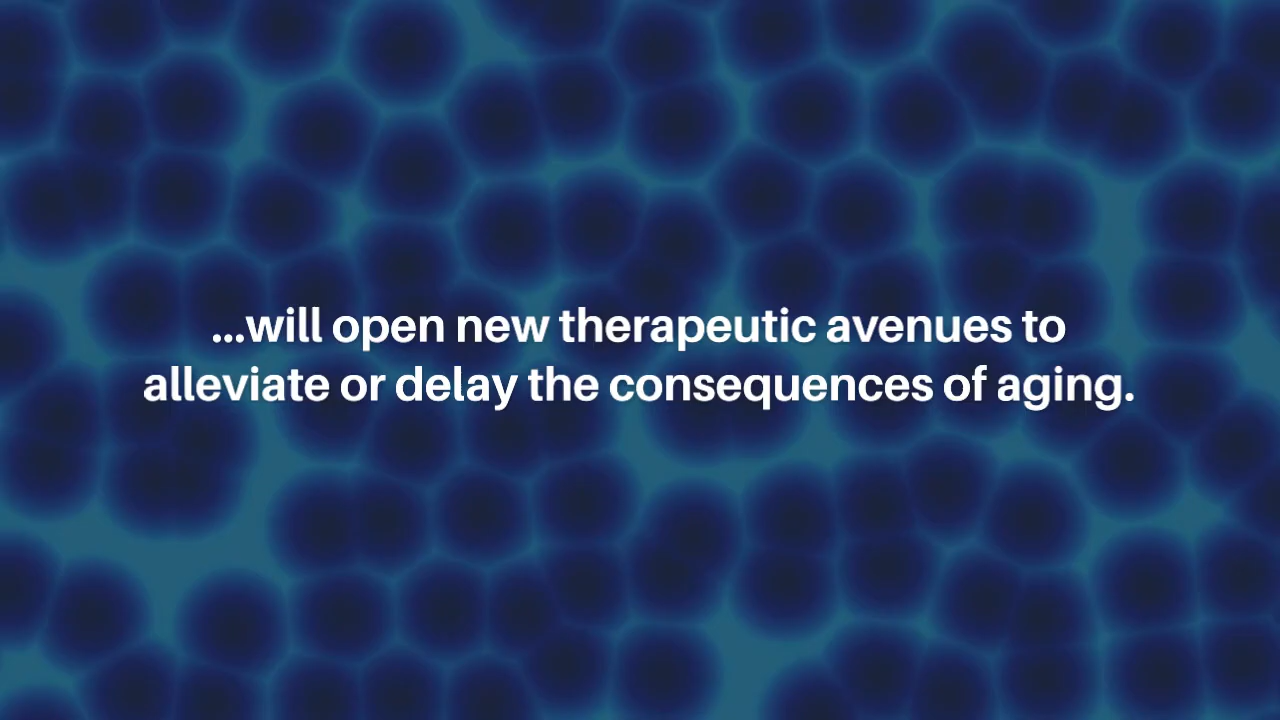 ...will open new therapeutic avenues to
alleviate or delay the consequences of aging.